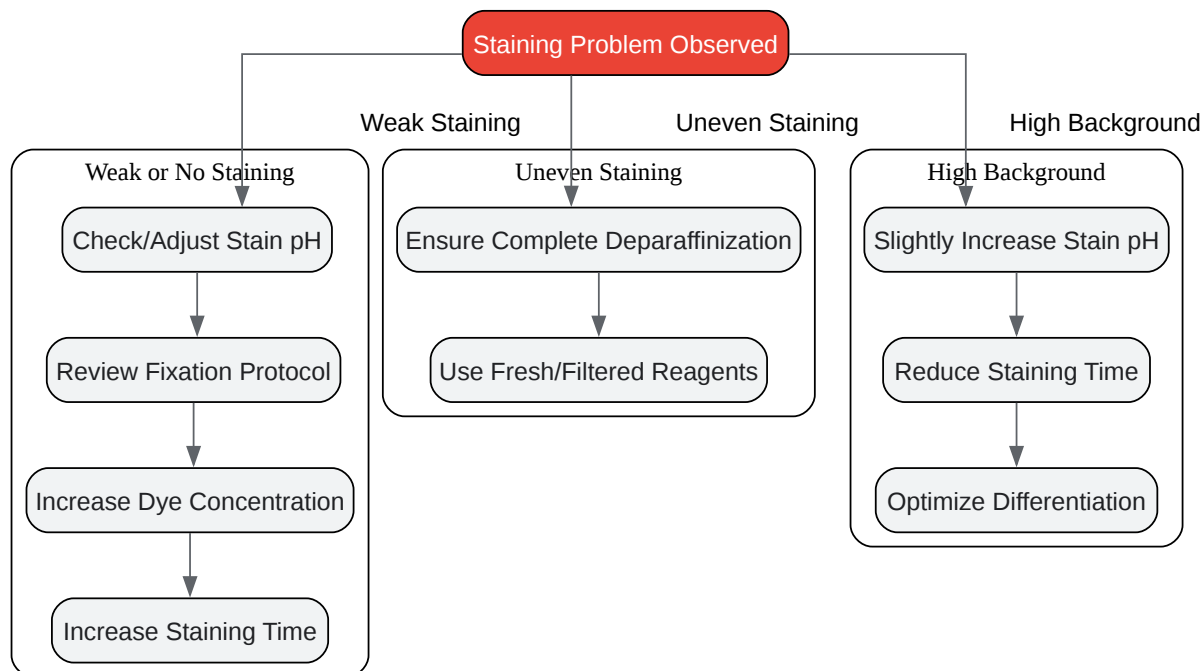 Staining Problem Observed
Weak Staining
Uneven Staining
High Background
Weak or No Staining
Check/Adjust Stain pH
Review Fixation Protocol
Increase Dye Concentration
Increase Staining Time
Uneven Staining
Ensure Complete Deparaffinization
Use Fresh/Filtered Reagents
High Background
Slightly Increase Stain pH
Reduce Staining Time
Optimize Differentiation